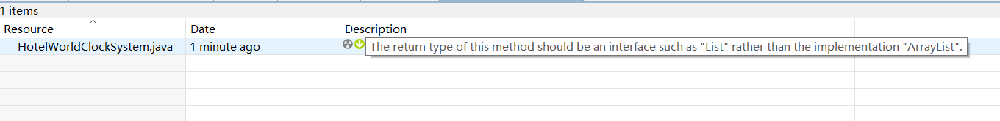 1 items
Resource Date Description
HotelWorldClockSystem.java 1 minute ago The return type of this method should be an interface such as "List" rather than the implementation "ArrayList".